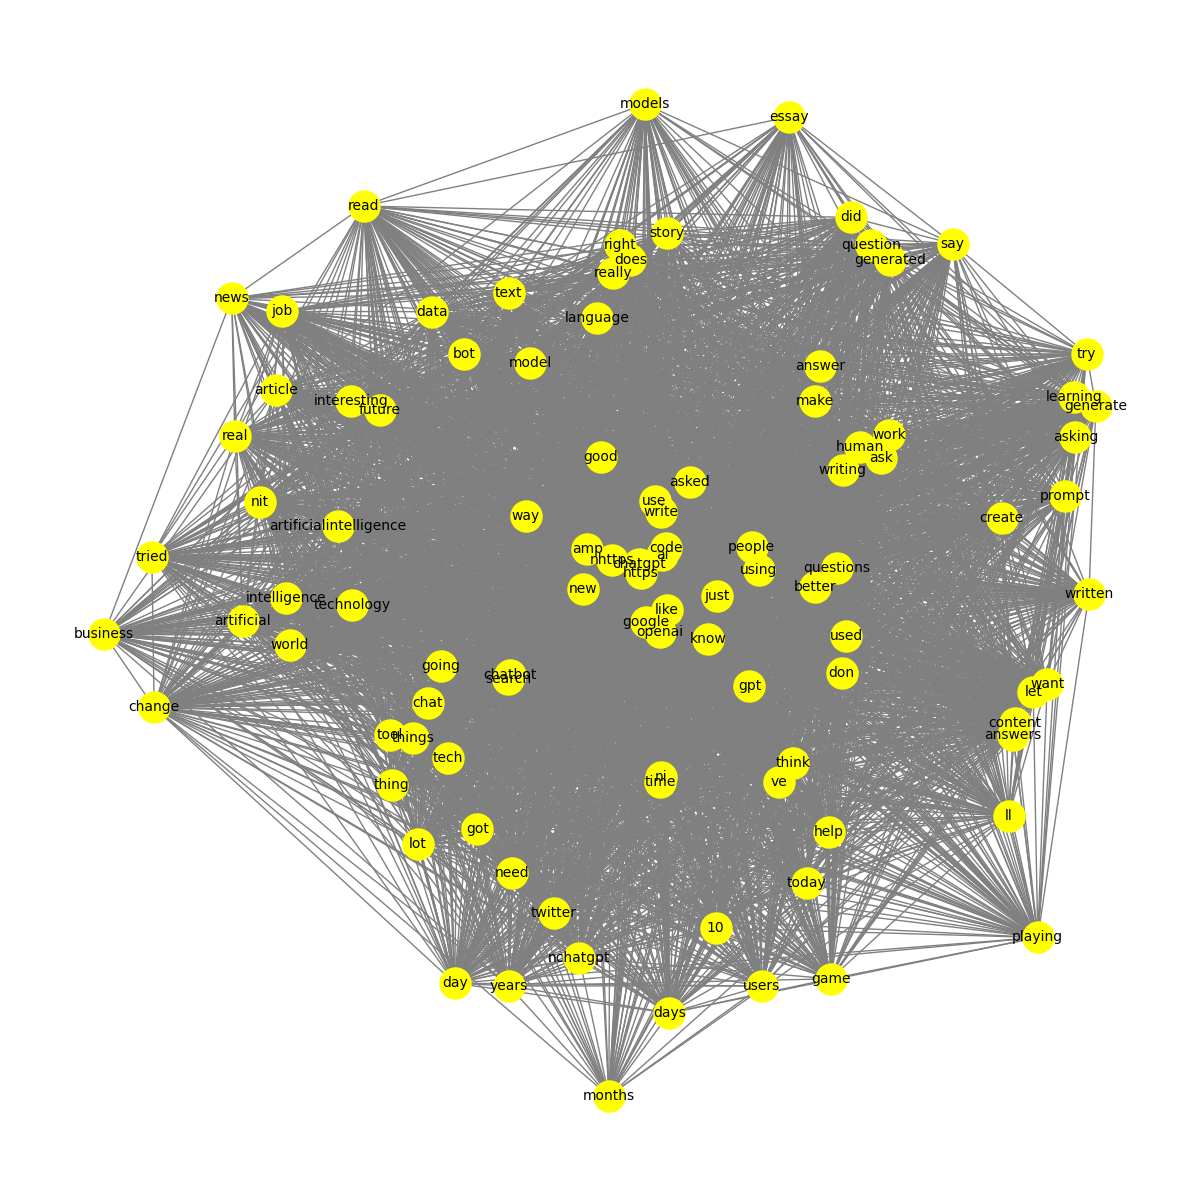 models
essay
read
did
story
question
say
right
does
generated
really
text
news
job
data
language
bot
model
try
answer
article
interesting
future
make
learning
generate
real
work
asking
human
ask
good
writing
asked
nit
use
write
prompt
way
artificialintelligence
create
amp
code
people
tried
nhttps
ai
chatgpt
https
using
questions
new
better
written
intelligence
technology
just
like
artificial
google
openai
business
world
know
used
going
chatbot
search
don
gpt
want
let
change
chat
content
answers
tool
things
tech
think
thing
ni
time
ve
ll
got
help
lot
need
today
twitter
10
playing
nchatgpt
day
years
users
game
days
months